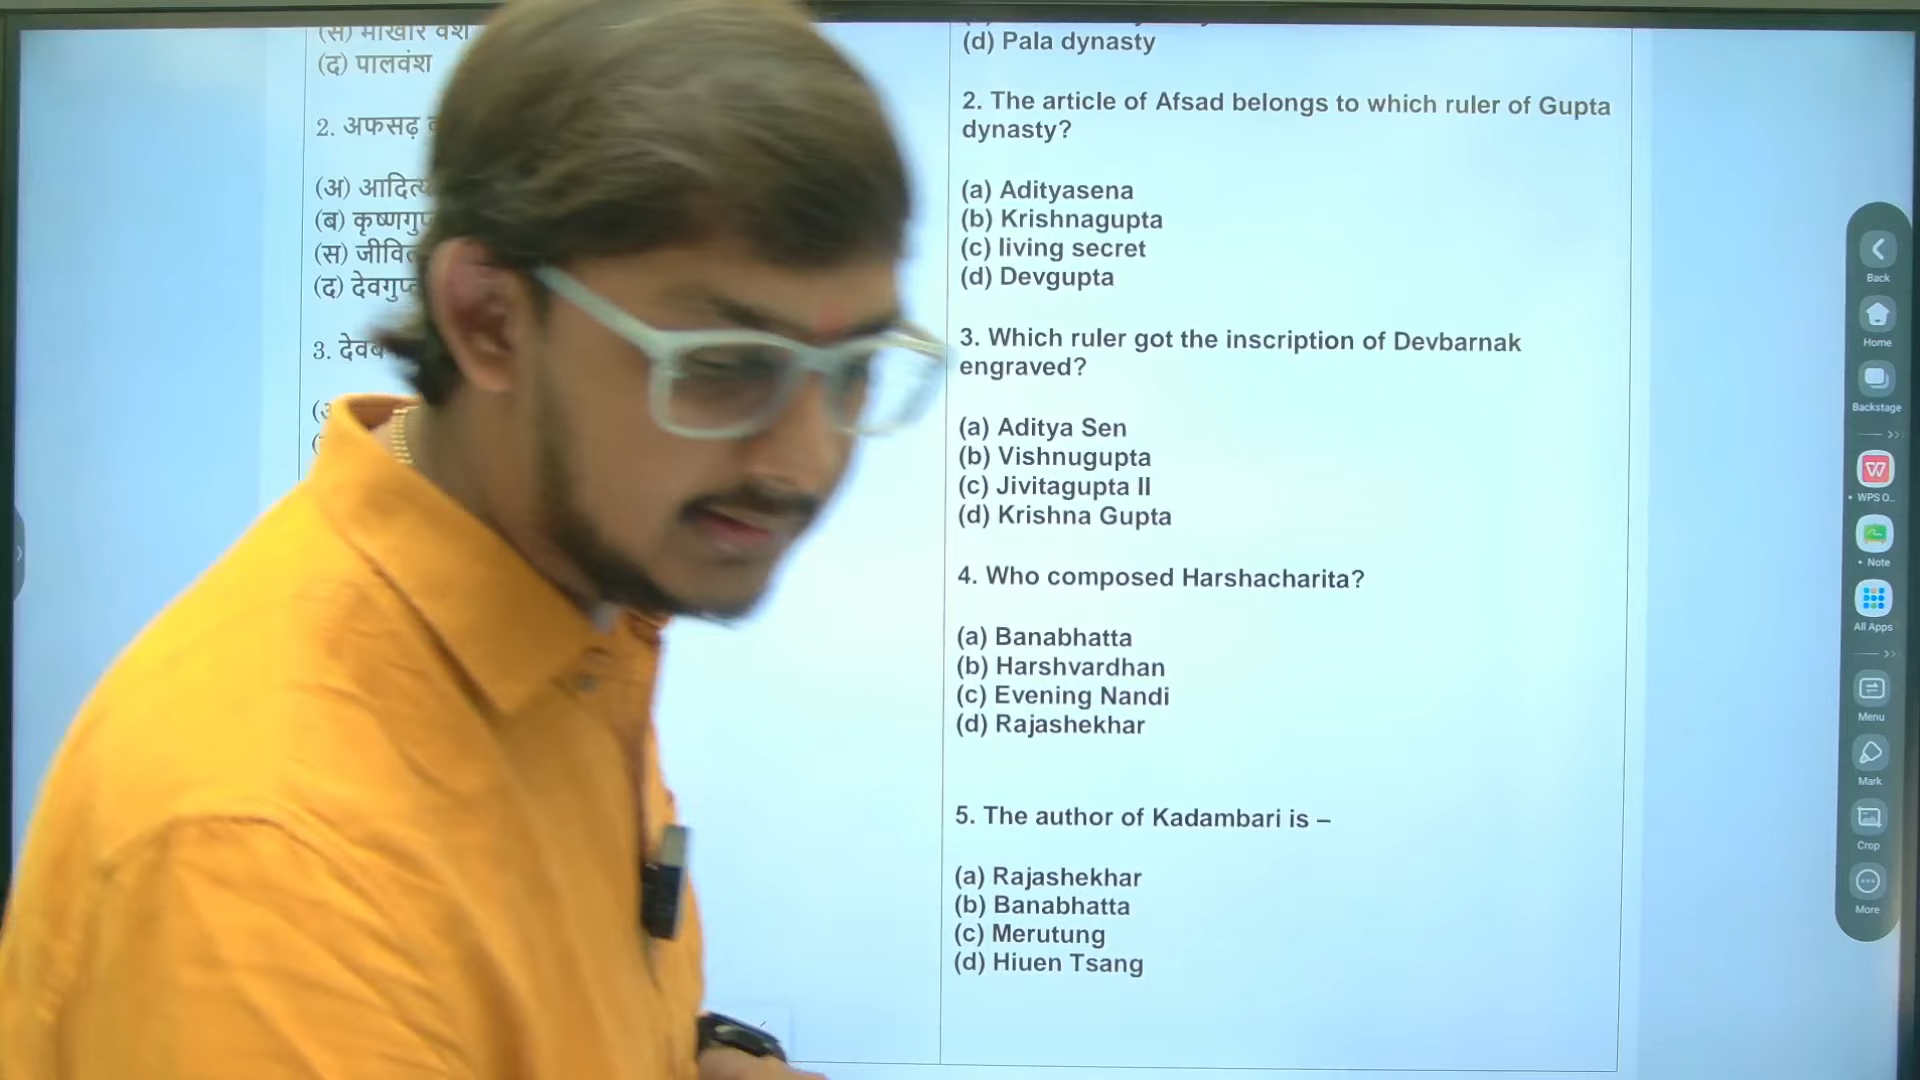 (स) मौखरि वंश
(द) पालवंश
2. अफसढ़
(अ)
(ब)
(स)
(द)
3.
(d) Pala dynasty
2. The article of Afsad belongs to which ruler of Gupta
dynasty?
(a) Adityasena
(b) Krishnagupta
(c) living secret
(d) Devgupta
3. Which ruler got the inscription of Devbarnak
engraved?
(a) Aditya Sen
(b) Vishnugupta
(c) Jivitagupta II
(d) Krishna Gupta
4. Who composed Harshacharita?
(a) Banabhatta
(b) Harshvardhan
(c) Evening Nandi
(d) Rajashekhar
5. The author of Kadambari is –
(a) Rajashekhar
(b) Banabhatta
(c) Merutung
(d) Hiuen Tsang
Back
Home
Backstage
WPS O...
Note
All Apps
Menu
Mark
Crop
More